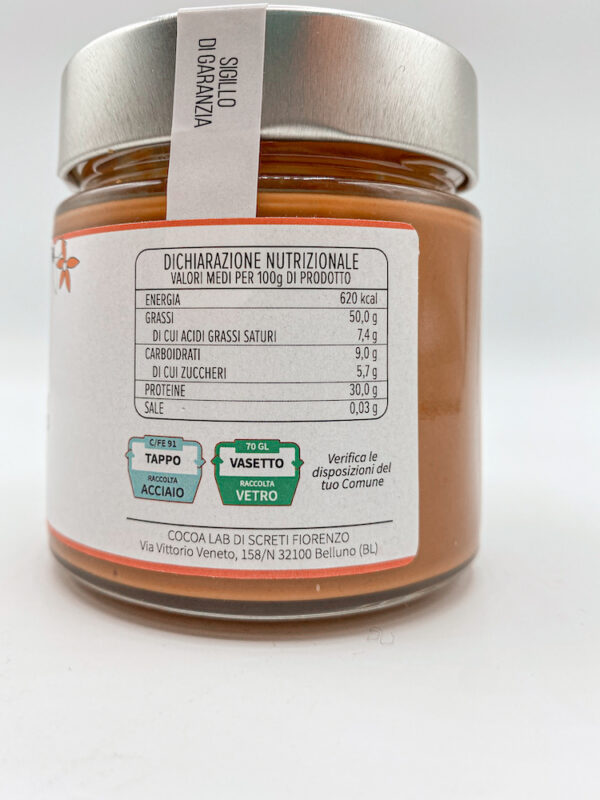 SIGILLO
DI GARANZIA
DICHIARAZIONE NUTRIZIONALE
VALORI MEDI PER 100g DI PRODOTTO
ENERGIA 620 kcal
GRASSI 50,0 g
DI CUI ACIDI GRASSI SATURI 7,4 g
CARBOIDRATI 9,0 g
DI CUI ZUCCHERI 5,7 g
PROTEINE 30,0 g
SALE 0,03 g
C/FE 91
TAPPO
RACCOLTA
ACCIAIO
70 GL
VASETTO
RACCOLTA
VETRO
Verifica le
disposizioni del
tuo Comune
COCOA LAB DI SCRETI FIORENZO
Via Vittorio Veneto, 158/N 32100 Belluno (BL)